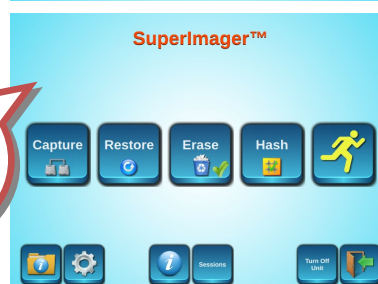 SuperImager™
Capture Restore Erase Hash
Sessions Turn Off
Unit